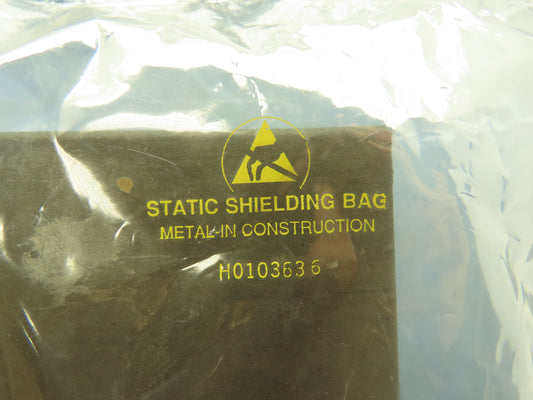 STATIC SHIELDING BAG
METAL-IN CONSTRUCTION
H0103636